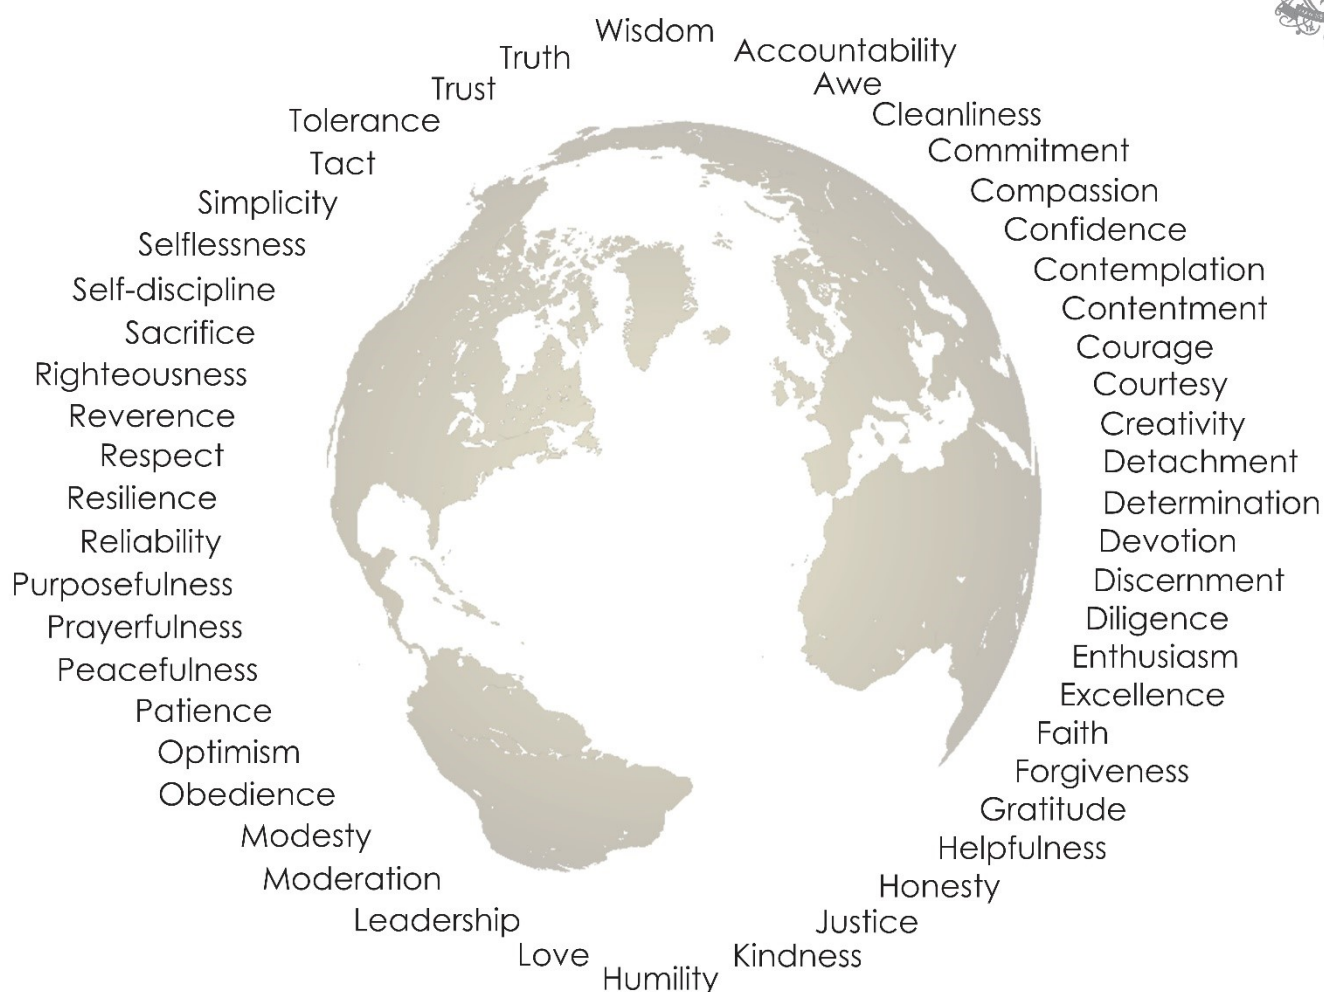 Wisdom
Accountability
Awe
Cleanliness
Commitment
Compassion
Confidence
Contemplation
Contentment
Courage
Courtesy
Creativity
Detachment
Determination
Devotion
Discernment
Diligence
Enthusiasm
Excellence
Faith
Forgiveness
Gratitude
Helpfulness
Honesty
Justice
Kindness
Humility
Love
Leadership
Moderation
Modesty
Obedience
Optimism
Patience
Peacefulness
Prayerfulness
Purposefulness
Reliability
Resilience
Respect
Reverence
Righteousness
Sacrifice
Self-discipline
Selflessness
Simplicity
Tact
Tolerance
Trust
Truth